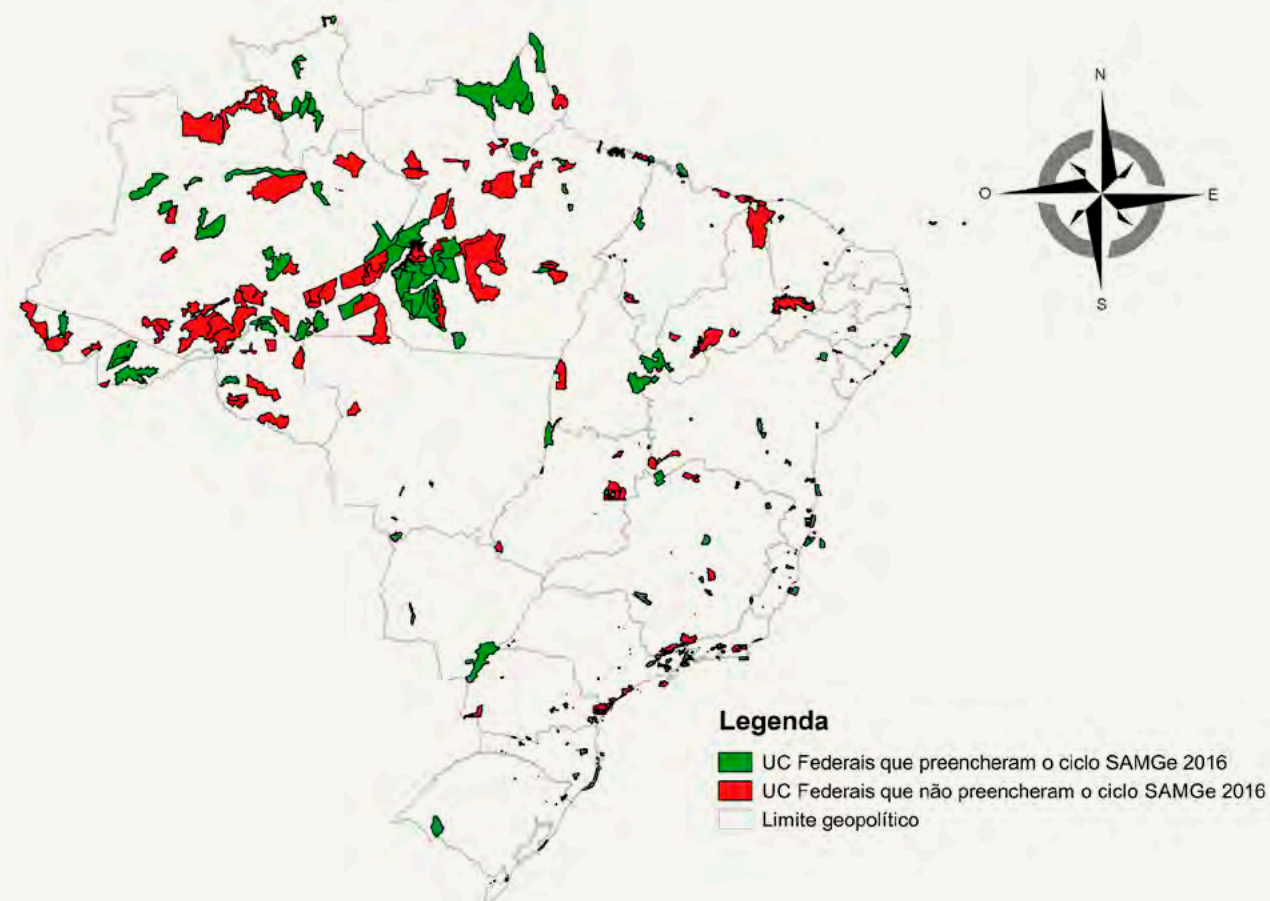 N
O
E
S
Legenda
UC Federais que preencheram o ciclo SAMGe 2016
UC Federais que não preencheram o ciclo SAMGe 2016
Limite geopolítico